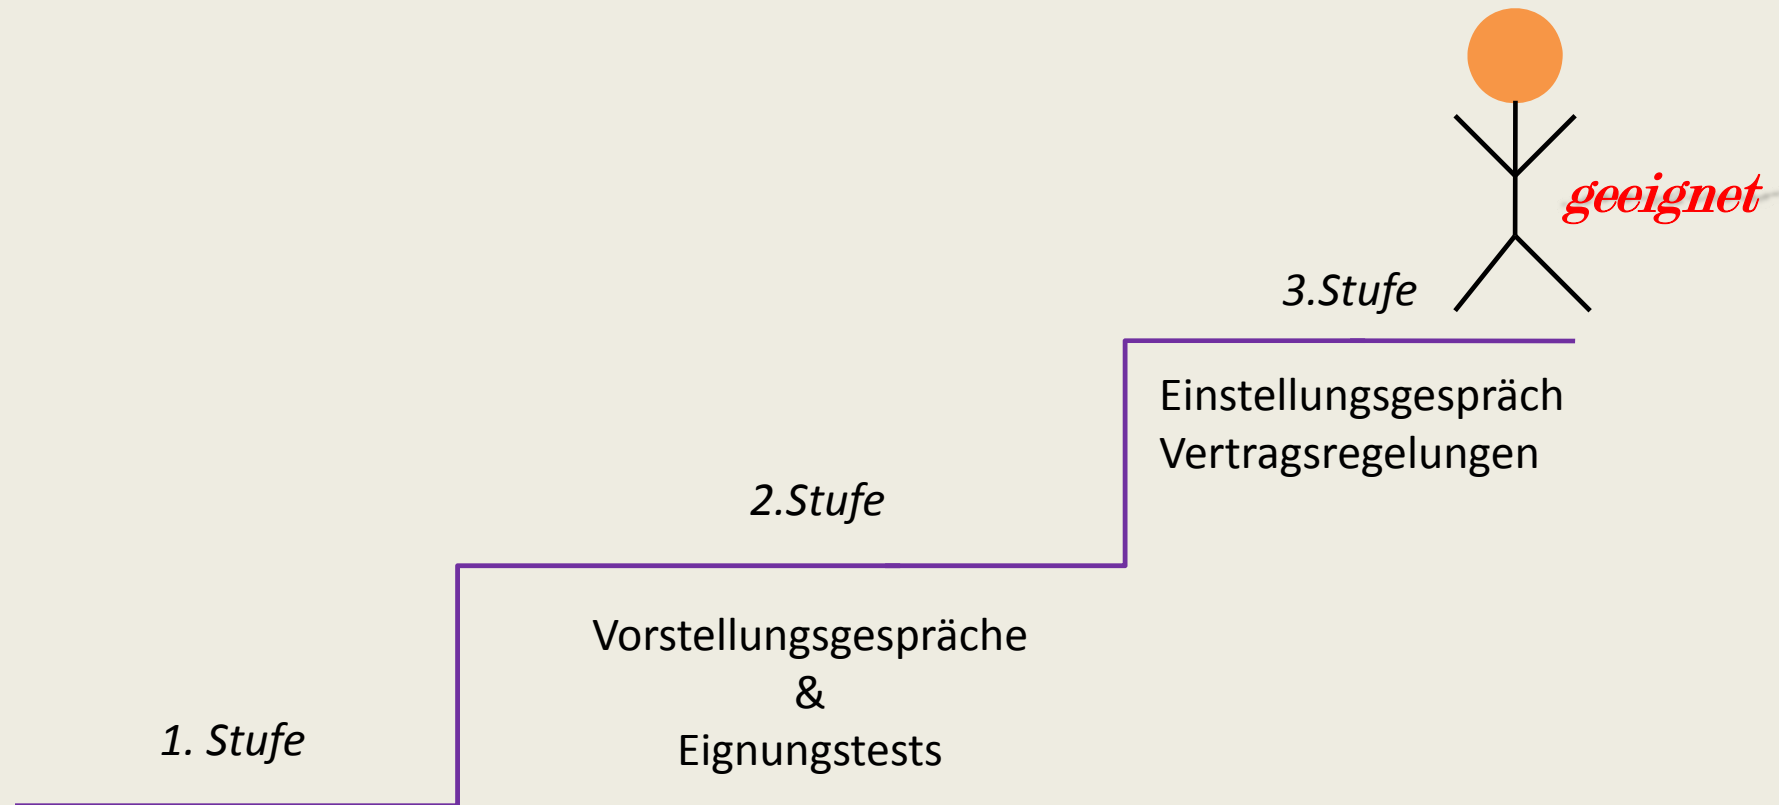 geeignet
3.Stufe
Einstellungsgespräch
Vertragsregelungen
2.Stufe
Vorstellungsgespräche
&
Eignungstests
1. Stufe